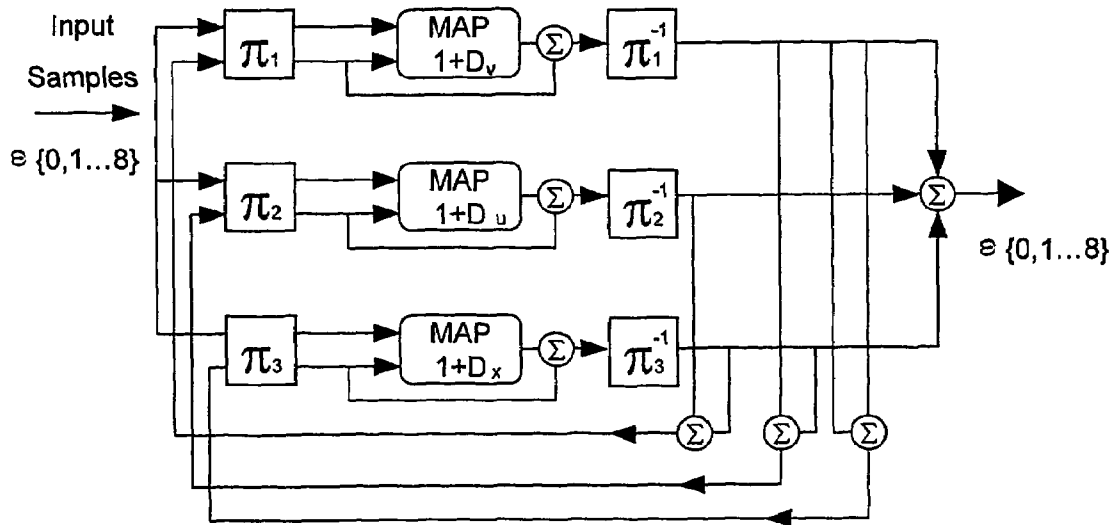 Input
Samples
∍ {0,1...8}
π₁
MAP
1+Dᵥ
Σ
π₁⁻¹
π₂
MAP
1+D ᵤ
Σ
π₂⁻¹
Σ
∍ {0,1...8}
π₃
MAP
1+Dₓ
Σ
π₃⁻¹
Σ
Σ
Σ